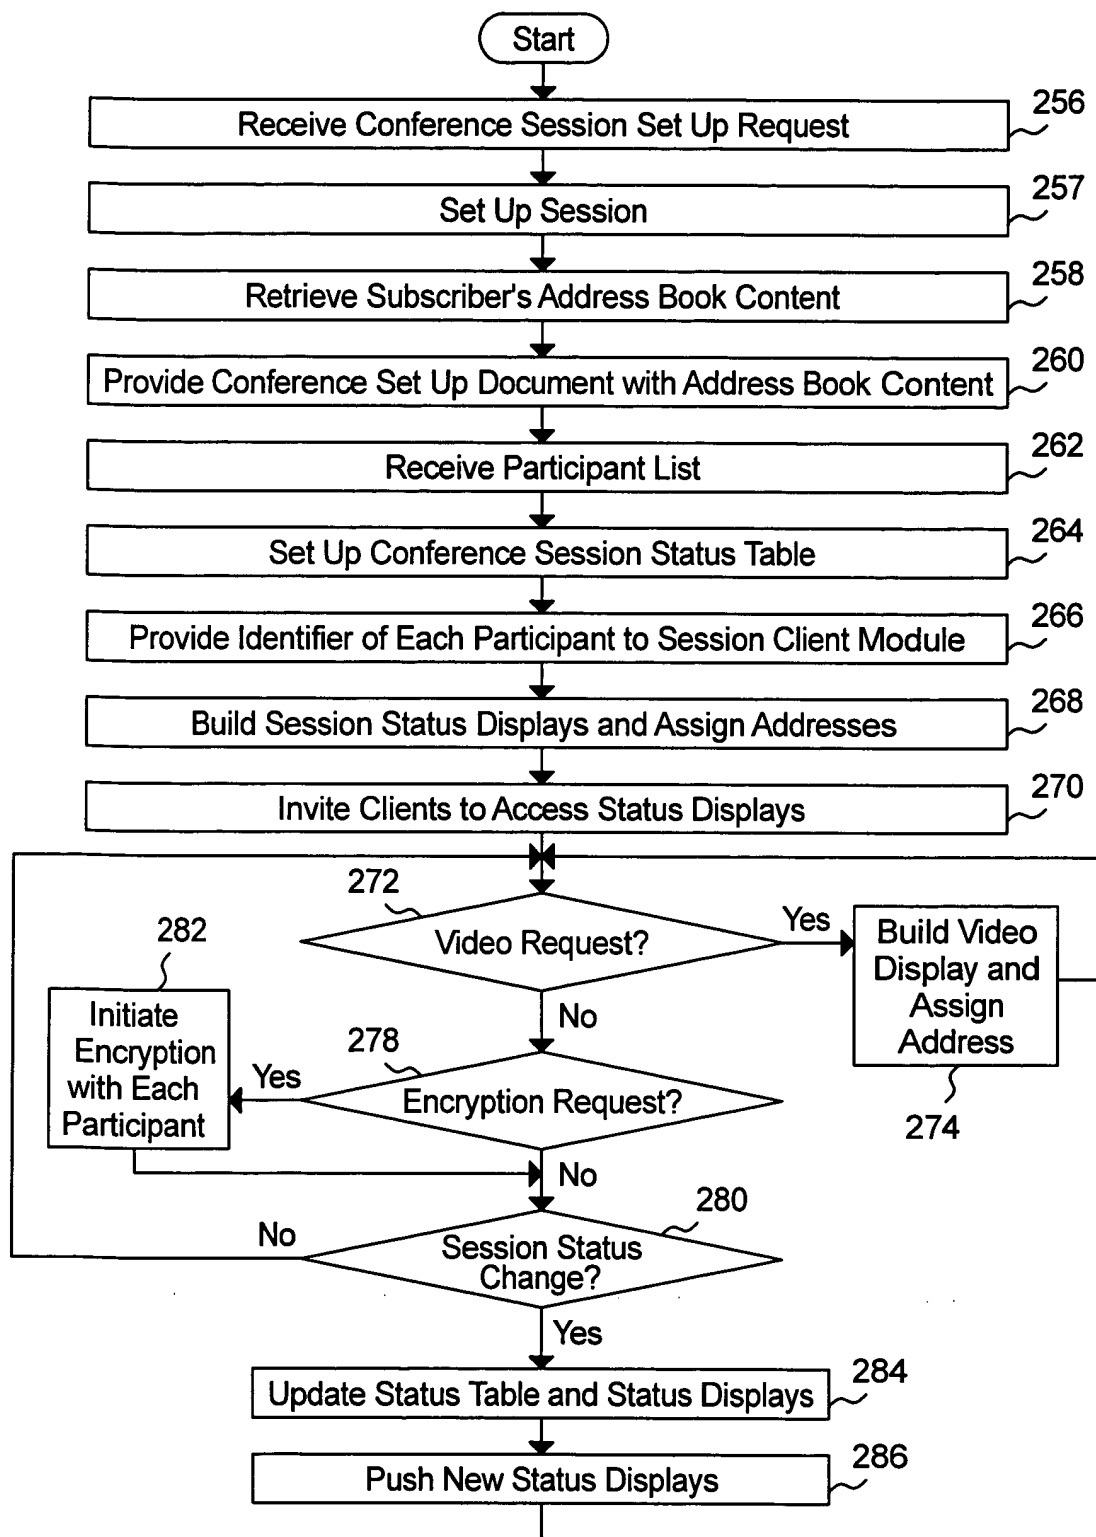 Start
Receive Conference Session Set Up Request
256
Set Up Session
257
Retrieve Subscriber's Address Book Content
258
Provide Conference Set Up Document with Address Book Content
260
Receive Participant List
262
Set Up Conference Session Status Table
264
Provide Identifier of Each Participant to Session Client Module
266
Build Session Status Displays and Assign Addresses
268
Invite Clients to Access Status Displays
270
272
Video Request?
Yes
Build Video
Display and
Assign
Address
274
No
282
Initiate
Encryption
with Each
Participant
278
Yes
Encryption Request?
No
280
No
Session Status
Change?
Yes
Update Status Table and Status Displays
284
Push New Status Displays
286